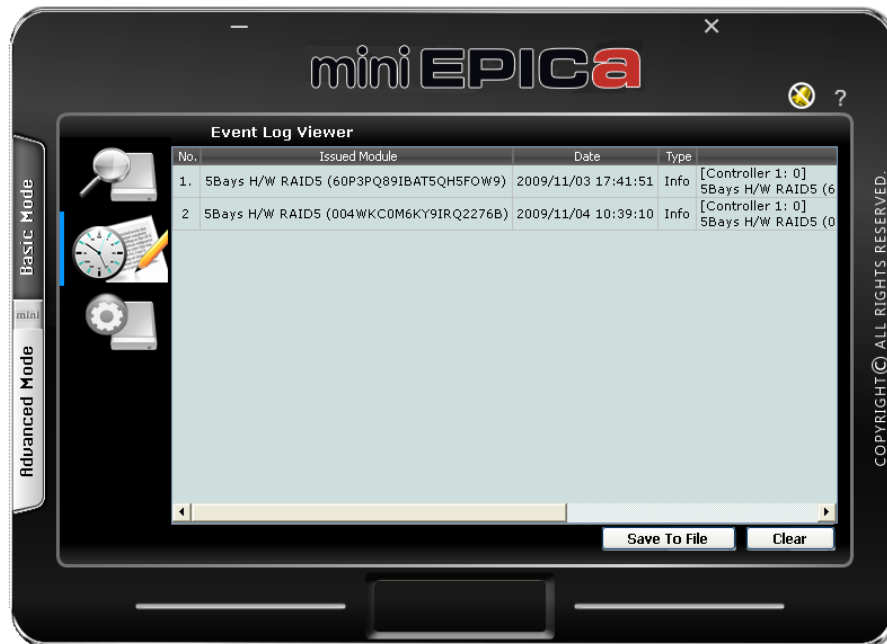 mini EPICa
?
Event Log Viewer
No. Issued Module Date Type
1. 5Bays H/W RAID5 (60P3PQ89IBAT5QH5FOW9) 2009/11/03 17:41:51 Info [Controller 1: 0]
5Bays H/W RAID5 (6
2 5Bays H/W RAID5 (004WKC0M6KY9IRQ2276B) 2009/11/04 10:39:10 Info [Controller 1: 0]
5Bays H/W RAID5 (0
Basic Mode
mini
Advanced Mode
Save To File Clear
COPYRIGHT© ALL RIGHTS RESERVED.